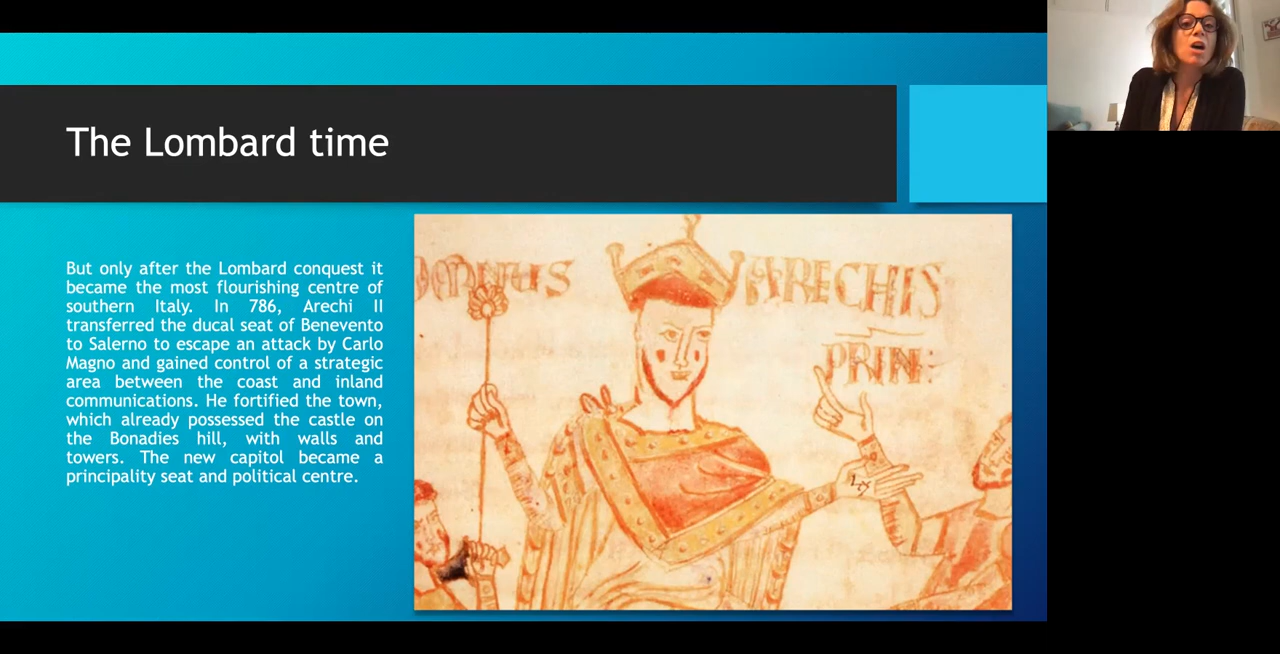 The Lombard time
But only after the Lombard conquest it
became the most flourishing centre of
southern Italy. In 786, Arechi II
transferred the ducal seat of Benevento
to Salerno to escape an attack by Carlo
Magno and gained control of a strategic
area between the coast and inland
communications. He fortified the town,
which already possessed the castle on
the Bonadies hill, with walls and
towers. The new capitol became a
principality seat and political centre.
ARECHIS
PRIN: